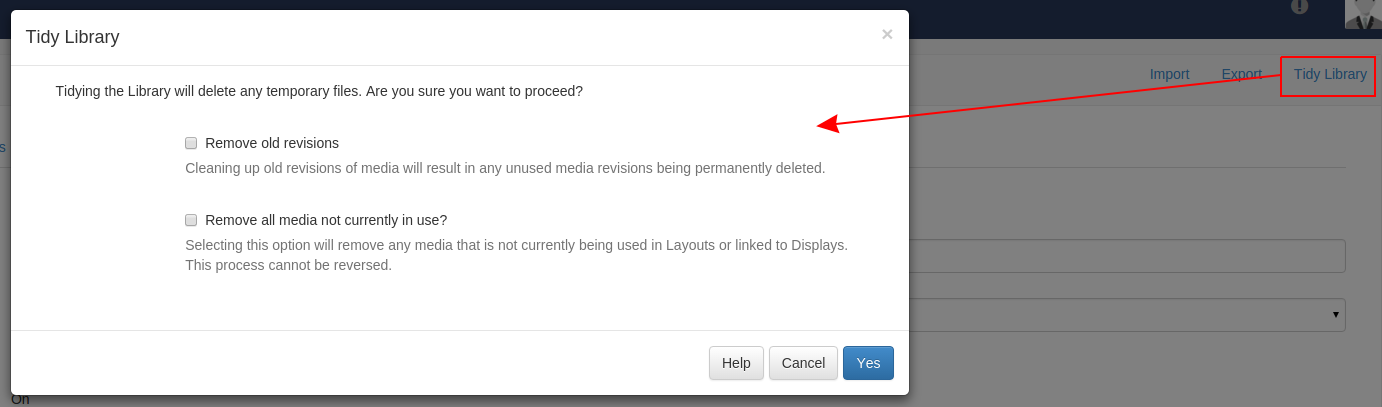 Tidy Library
×
Import Export Tidy Library
Tidying the Library will delete any temporary files. Are you sure you want to proceed?
Remove old revisions
s
Cleaning up old revisions of media will result in any unused media revisions being permanently deleted.
Remove all media not currently in use?
Selecting this option will remove any media that is not currently being used in Layouts or linked to Displays.
This process cannot be reversed.
Help Cancel Yes
On